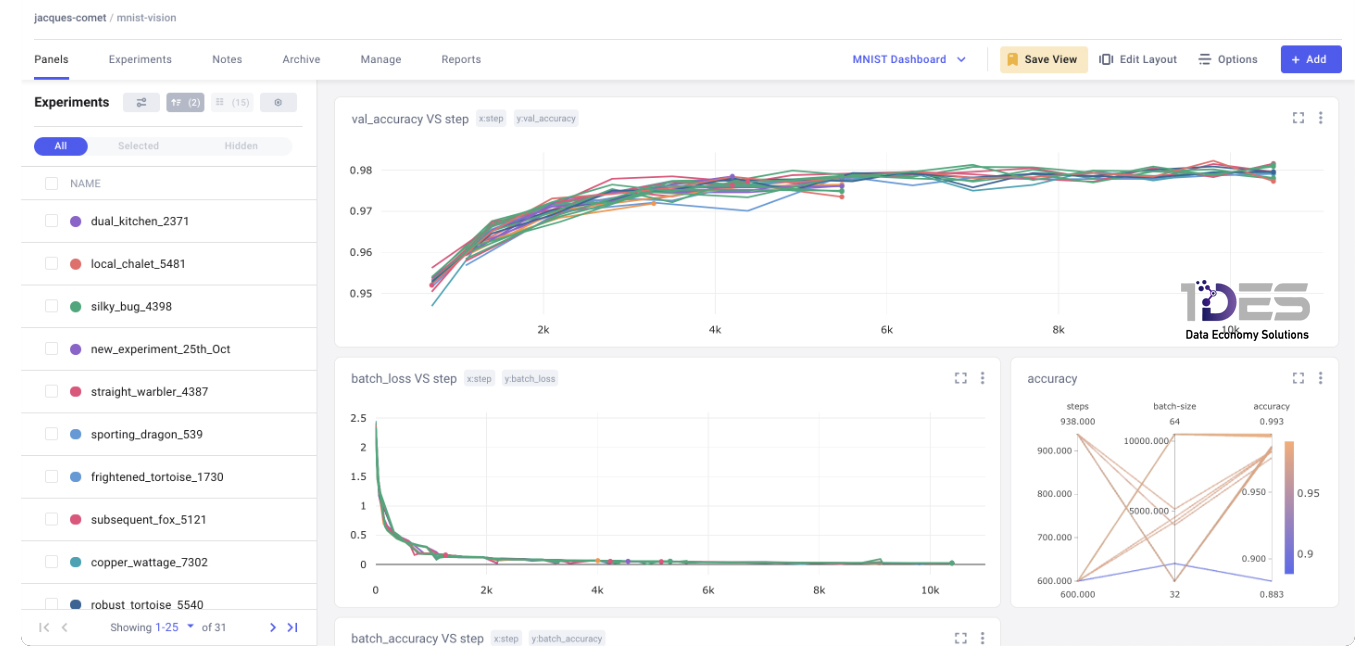 jacques-comet / mnist-vision
Panels Experiments Notes Archive Manage Reports MNIST Dashboard Save View Edit Layout Options + Add
Experiments (2) (15)
All Selected Hidden
NAME
dual_kitchen_2371
local_chalet_5481
silky_bug_4398
new_experiment_25th_Oct
straight_warbler_4387
sporting_dragon_539
frightened_tortoise_1730
subsequent_fox_5121
copper_wattage_7302
robust_tortoise_5540
Showing 1-25 of 31
val_accuracy VS step x:step y:val_accuracy
0.98
0.97
0.96
0.95
2k 4k 6k 8k 10k
1DES
Data Economy Solutions
batch_loss VS step x:step y:batch_loss
2.5
2
1.5
1
0.5
0
0 2k 4k 6k 8k 10k
accuracy
steps batch-size accuracy
938.000 64 0.993
10000.000
900.000
800.000 0.950 0.95
5000.000
700.000
0.900 0.9
600.000
600.000 32 0.883
batch_accuracy VS step x:step y:batch_accuracy